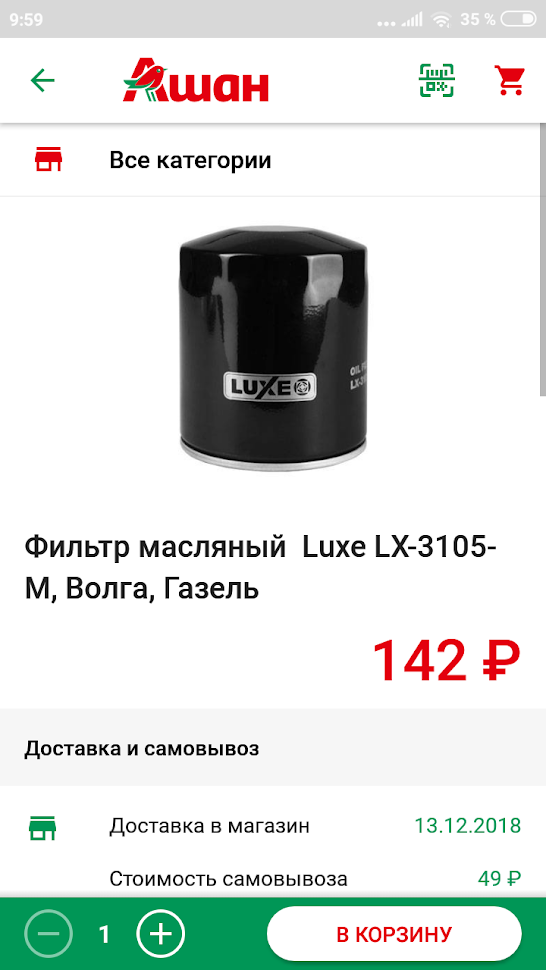 9:59
35 %
Ашан
Все категории
LUXE
OIL
Фильтр масляный Luxe LX-3105-
М, Волга, Газель
142 ₽
Доставка и самовывоз
Доставка в магазин 13.12.2018
Стоимость самовывоза 49 ₽
1
В КОРЗИНУ